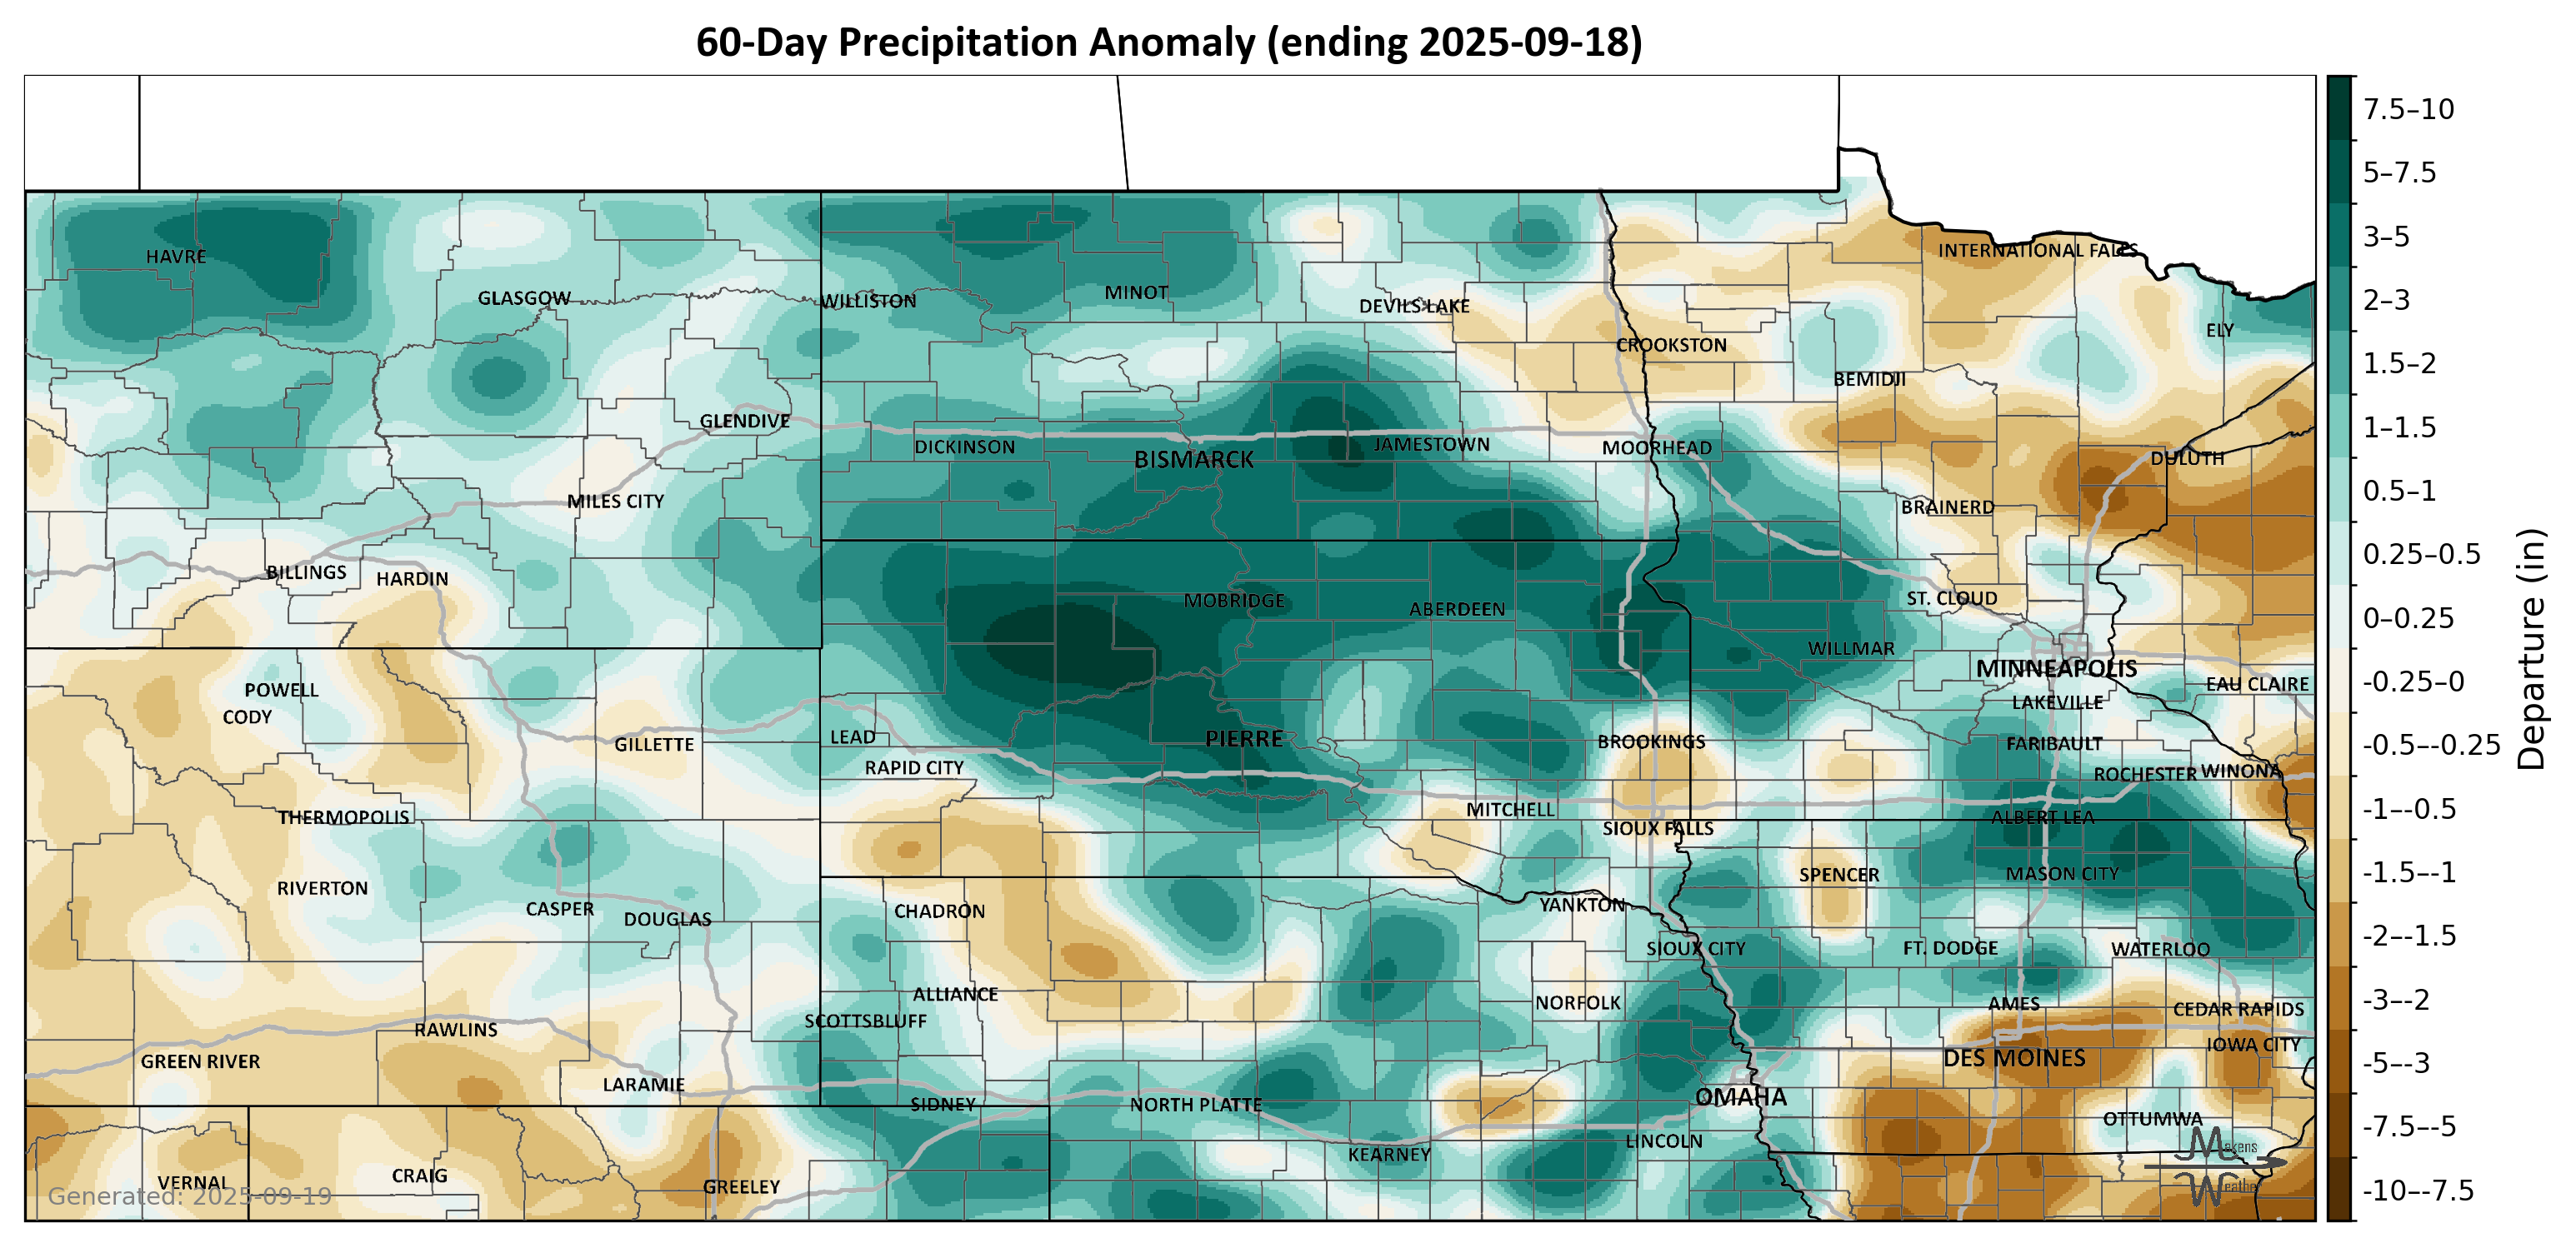 60-Day Precipitation Anomaly (ending 2025-09-18)
7.5–10
5–7.5
3–5
2–3
1.5–2
1–1.5
0.5–1
0.25–0.5
0–0.25
-0.25–0
-0.5–-0.25
-1–-0.5
-1.5–-1
-2–-1.5
-3–-2
-5–-3
-7.5–-5
-10–-7.5
Departure (in)
HAVRE
INTERNATIONAL FALLS
GLASGOW
WILLISTON
MINOT
DEVILS LAKE
ELY
CROOKSTON
BEMIDJI
GLENDIVE
DICKINSON
BISMARCK
JAMESTOWN
MOORHEAD
DULUTH
MILES CITY
BRAINERD
BILLINGS
HARDIN
MOBRIDGE
ABERDEEN
ST. CLOUD
WILLMAR
MINNEAPOLIS
POWELL
EAU CLAIRE
CODY
LAKEVILLE
GILLETTE
LEAD
PIERRE
BROOKINGS
FARIBAULT
RAPID CITY
ROCHESTER
WINONA
THERMOPOLIS
MITCHELL
SIOUX FALLS
ALBERT LEA
RIVERTON
SPENCER
MASON CITY
CASPER
DOUGLAS
CHADRON
YANKTON
SIOUX CITY
FT. DODGE
WATERLOO
ALLIANCE
NORFOLK
AMES
CEDAR RAPIDS
SCOTTSBLUFF
RAWLINS
IOWA CITY
GREEN RIVER
DES MOINES
LARAMIE
SIDNEY
NORTH PLATTE
OMAHA
OTTUMWA
LINCOLN
KEARNEY
VERNAL
CRAIG
GREELEY
Generated: 2025-09-19
Makens
Weather